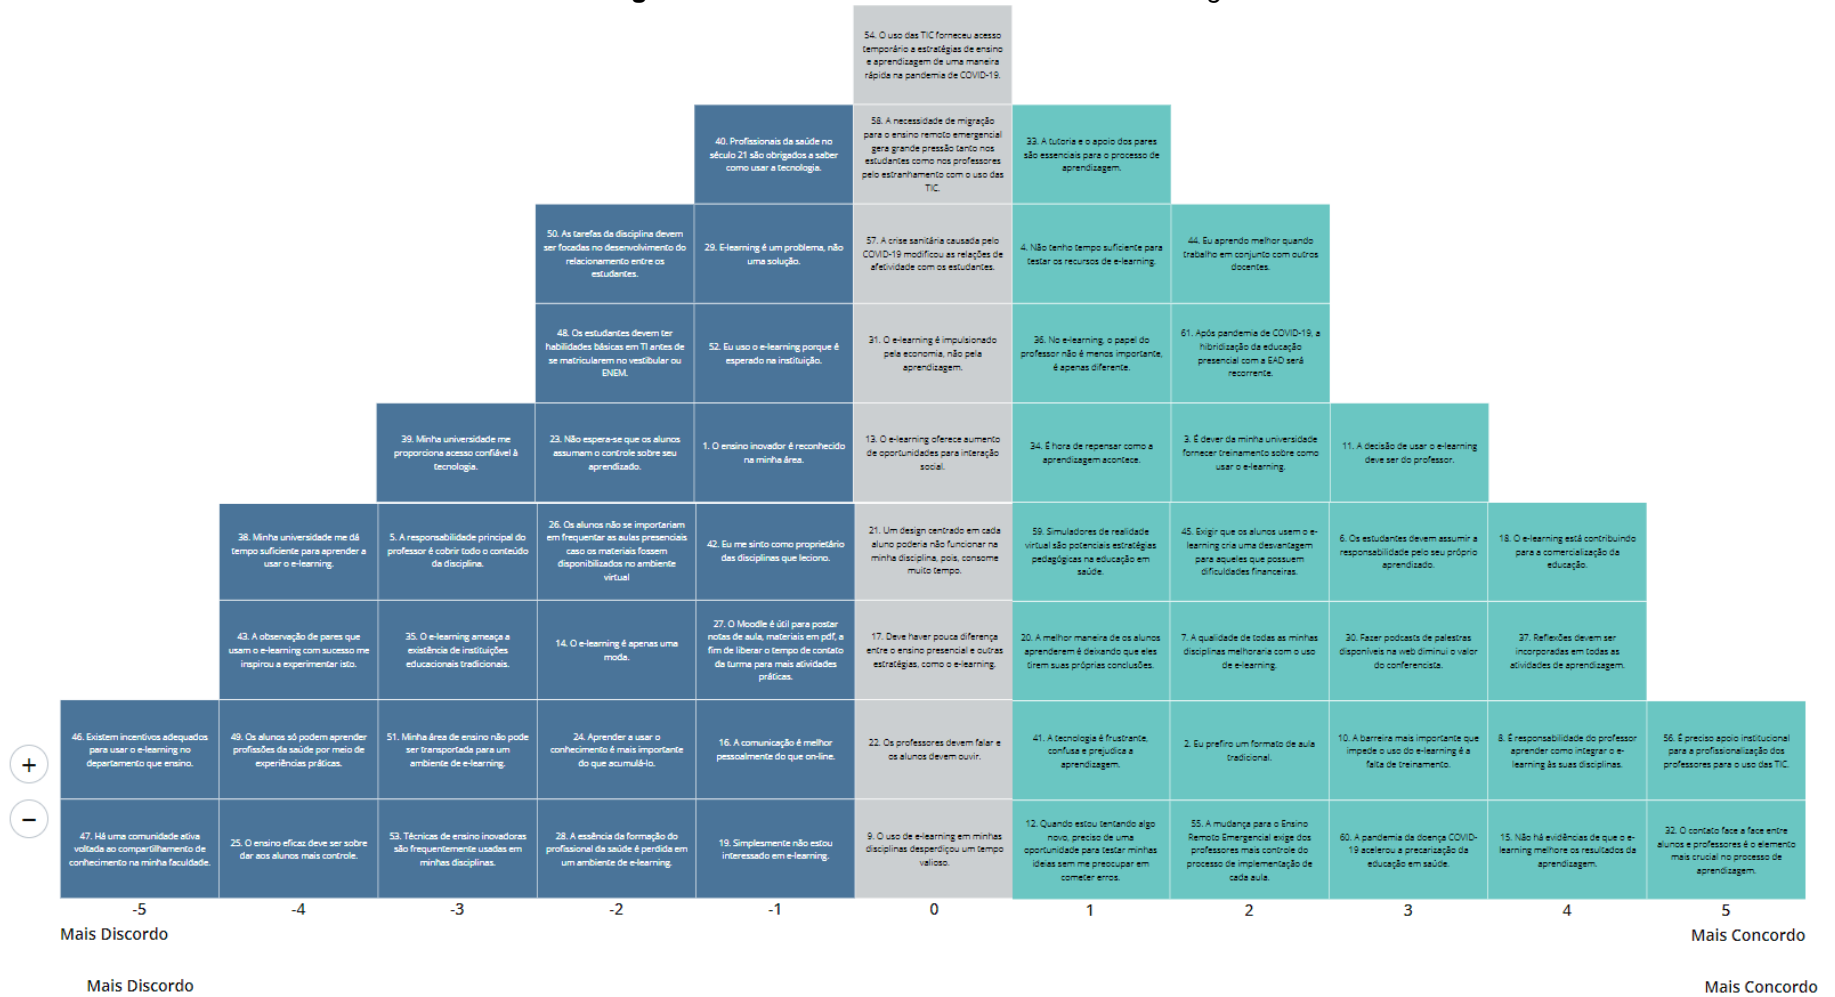 54. O uso das TIC forneceu acesso
temporário a estratégias de ensino
e aprendizagem de uma maneira
rápida na pandemia de COVID-19.
40. Profissionais da saúde no
século 21 são obrigados a saber
como usar a tecnologia.
58. A necessidade de migração
para o ensino remoto emergencial
gera grande pressão tanto nos
estudantes como nos professores
pelo estranhamento com o uso das
TIC.
33. A tutoria e o apoio dos pares
são essenciais para o processo de
aprendizagem.
50. As tarefas da disciplina devem
ser focadas no desenvolvimento do
relacionamento entre os
estudantes.
29. E-learning é um problema, não
uma solução.
57. A crise sanitária causada pelo
COVID-19 modificou as relações de
afetividade com os estudantes.
4. Não tenho tempo suficiente para
testar os recursos de e-learning.
44. Eu aprendo melhor quando
trabalho em conjunto com outros
docentes.
48. Os estudantes devem ter
habilidades básicas em TI antes de
se matricularem no vestibular ou
ENEM.
52. Eu uso o e-learning porque é
esperado na instituição.
31. O e-learning é impulsionado
pela economia, não pela
aprendizagem.
36. No e-learning, o papel do
professor não é menos importante,
é apenas diferente.
61. Após pandemia de COVID-19, a
hibridização da educação
presencial com a EAD será
recorrente.
39. Minha universidade me
proporciona acesso confiável à
tecnologia.
23. Não espera-se que os alunos
assumam o controle sobre seu
aprendizado.
1. O ensino inovador é reconhecido
na minha área.
13. O e-learning oferece aumento
de oportunidades para interação
social.
34. É hora de repensar como a
aprendizagem acontece.
3. É dever da minha universidade
fornecer treinamento sobre como
usar o e-learning.
11. A decisão de usar o e-learning
deve ser do professor.
38. Minha universidade me dá
tempo suficiente para aprender a
usar o e-learning.
5. A responsabilidade principal do
professor é cobrir todo o conteúdo
da disciplina.
26. Os alunos não se importariam
em frequentar as aulas presenciais
caso os materiais fossem
disponibilizados no ambiente
virtual
42. Eu me sinto como proprietário
das disciplinas que leciono.
21. Um design centrado em cada
aluno poderia não funcionar na
minha disciplina, pois, consome
muito tempo.
59. Simuladores de realidade
virtual são potenciais estratégias
pedagógicas na educação em
saúde.
45. Exigir que os alunos usem o e-
learning cria uma desvantagem
para aqueles que possuem
dificuldades financeiras.
6. Os estudantes devem assumir a
responsabilidade pelo seu próprio
aprendizado.
18. O e-learning está contribuindo
para a comercialização da
educação.
43. A observação de pares que
usam o e-learning com sucesso me
inspirou a experimentar isto.
35. O e-learning ameaça a
existência de instituições
educacionais tradicionais.
14. O e-learning é apenas uma
moda.
27. O Moodle é útil para postar
notas de aula, materiais em pdf, a
fim de liberar o tempo de contato
da turma para mais atividades
práticas.
17. Deve haver pouca diferença
entre o ensino presencial e outras
estratégias, como o e-learning.
20. A melhor maneira de os alunos
aprenderem é deixando que eles
tirem suas próprias conclusões.
7. A qualidade de todas as minhas
disciplinas melhoraria com o uso
de e-learning.
30. Fazer podcasts de palestras
disponíveis na web diminui o valor
do conferencista.
37. Reflexões devem ser
incorporadas em todas as
atividades de aprendizagem.
46. Existem incentivos adequados
para usar o e-learning no
departamento que ensino.
49. Os alunos só podem aprender
profissões da saúde por meio de
experiências práticas.
51. Minha área de ensino não pode
ser transportada para um
ambiente de e-learning.
24. Aprender a usar o
conhecimento é mais importante
do que acumulá-lo.
16. A comunicação é melhor
pessoalmente do que on-line.
22. Os professores devem falar e
os alunos devem ouvir.
41. A tecnologia é frustrante,
confusa e prejudica a
aprendizagem.
2. Eu prefiro um formato de aula
tradicional.
10. A barreira mais importante que
impede o uso do e-learning é a
falta de treinamento.
8. É responsabilidade do professor
aprender como integrar o e-
learning às suas disciplinas.
56. É preciso apoio institucional
para a profissionalização dos
professores para o uso das TIC.
47. Há uma comunidade ativa
voltada ao compartilhamento de
conhecimento na minha faculdade.
25. O ensino eficaz deve ser sobre
dar aos alunos mais controle.
53. Técnicas de ensino inovadoras
são frequentemente usadas em
minhas disciplinas.
28. A essência da formação do
profissional da saúde é perdida em
um ambiente de e-learning.
19. Simplesmente não estou
interessado em e-learning.
9. O uso de e-learning em minhas
disciplinas desperdiçou um tempo
valioso.
12. Quando estou tentando algo
novo, preciso de uma
oportunidade para testar minhas
ideias sem me preocupar em
cometer erros.
55. A mudança para o Ensino
Remoto Emergencial exige dos
professores mais controle do
processo de implementação de
cada aula.
60. A pandemia da doença COVID-
19 acelerou a precarização da
educação em saúde.
15. Não há evidências de que o e-
learning melhore os resultados da
aprendizagem.
32. O contato face a face entre
alunos e professores é o elemento
mais crucial no processo de
aprendizagem.
+
−
-5 -4 -3 -2 -1 0 1 2 3 4 5
Mais Discordo Mais Concordo
Mais Discordo Mais Concordo